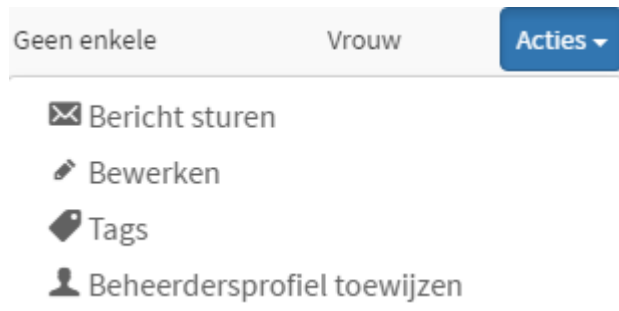 Geen enkele Vrouw Acties
Bericht sturen
Bewerken
Tags
Beheerdersprofiel toewijzen